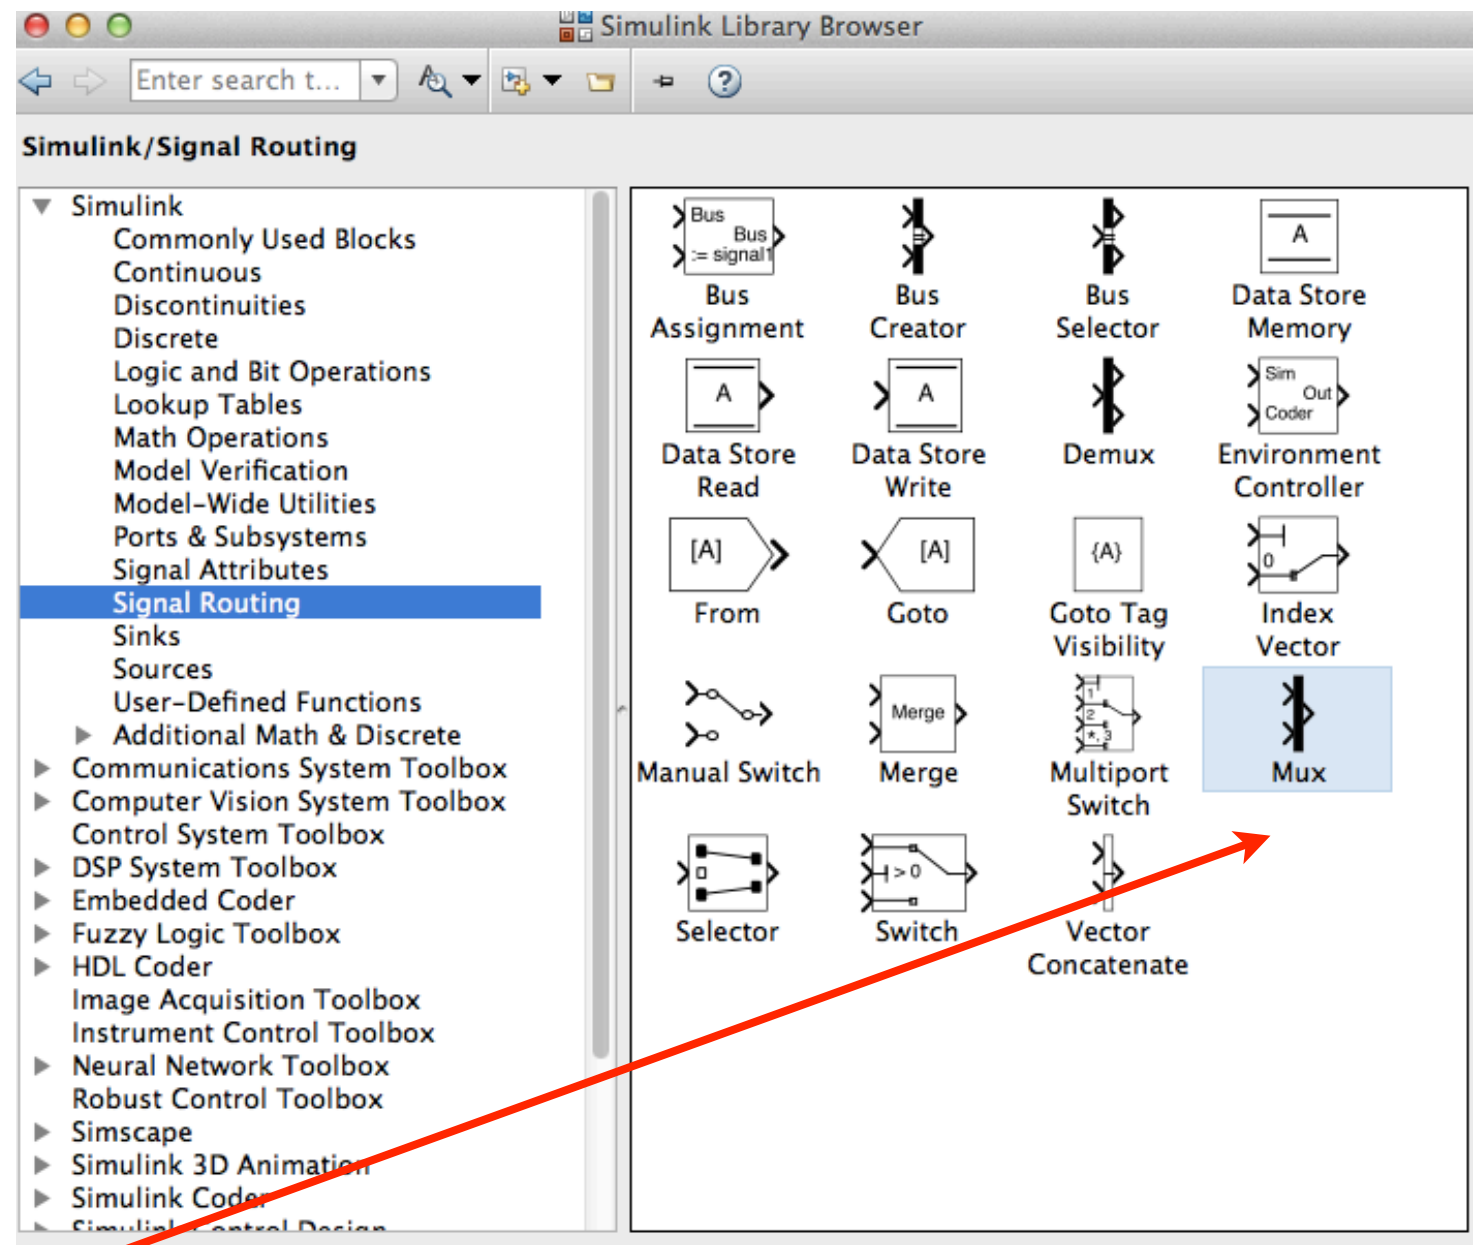 Simulink Library Browser
Enter search t...
Simulink/Signal Routing
Simulink
Commonly Used Blocks
Continuous
Discontinuities
Discrete
Logic and Bit Operations
Lookup Tables
Math Operations
Model Verification
Model-Wide Utilities
Ports & Subsystems
Signal Attributes
Signal Routing
Sinks
Sources
User-Defined Functions
Additional Math & Discrete
Communications System Toolbox
Computer Vision System Toolbox
Control System Toolbox
DSP System Toolbox
Embedded Coder
Fuzzy Logic Toolbox
HDL Coder
Image Acquisition Toolbox
Instrument Control Toolbox
Neural Network Toolbox
Robust Control Toolbox
Simscape
Simulink 3D Animation
Simulink Coder
Simulink Control Design
Bus
Bus
:= signal1
Bus
Assignment
=
Bus
Creator
=
Bus
Selector
A
Data Store
Memory
A
Data Store
Read
A
Data Store
Write
Demux
Sim
Out
Coder
Environment
Controller
[A]
From
[A]
Goto
{A}
Goto Tag
Visibility
0
Index
Vector
Manual Switch
Merge
Merge
1
2
*, 3
Multiport
Switch
Mux
Selector
> 0
Switch
Vector
Concatenate